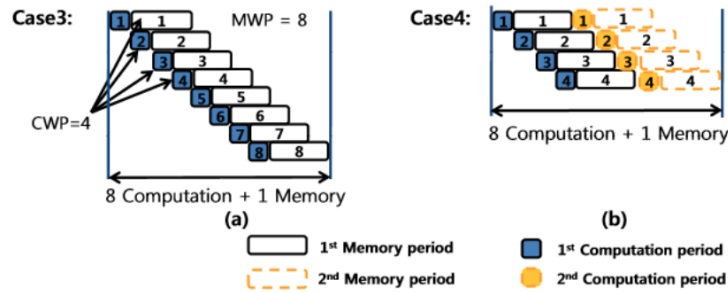 Case3:
MWP = 8
1 1
2 2
3 3
4 4
5 5
6 6
7 7
8 8
CWP=4
8 Computation + 1 Memory
(a)
Case4:
1 1 1 1
2 2 2 2
3 3 3 3
4 4 4 4
8 Computation + 1 Memory
(b)
1st Memory period
2nd Memory period
1st Computation period
2nd Computation period